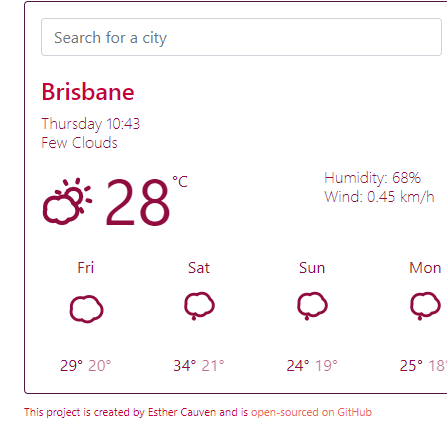 Search for a city
Brisbane
Thursday 10:43
Few Clouds
28 °C
Humidity: 68%
Wind: 0.45 km/h
Fri Sat Sun Mon
29° 20° 34° 21° 24° 19° 25° 18°
This project is created by Esther Cauven and is open-sourced on GitHub